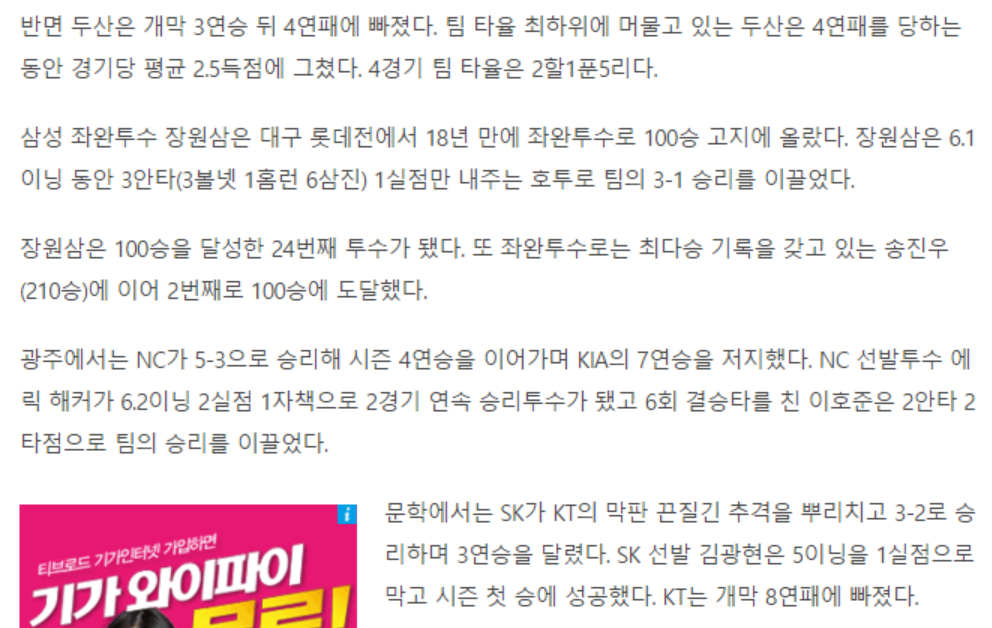 반면 두산은 개막 3연승 뒤 4연패에 빠졌다. 팀 타율 최하위에 머물고 있는 두산은 4연패를 당하는
동안 경기당 평균 2.5득점에 그쳤다. 4경기 팀 타율은 2할1푼5리다.
삼성 좌완투수 장원삼은 대구 롯데전에서 18년 만에 좌완투수로 100승 고지에 올랐다. 장원삼은 6.1
이닝 동안 3안타(3볼넷 1홈런 6삼진) 1실점만 내주는 호투로 팀의 3-1 승리를 이끌었다.
장원삼은 100승을 달성한 24번째 투수가 됐다. 또 좌완투수로는 최다승 기록을 갖고 있는 송진우
(210승)에 이어 2번째로 100승에 도달했다.
광주에서는 NC가 5-3으로 승리해 시즌 4연승을 이어가며 KIA의 7연승을 저지했다. NC 선발투수 에
릭 해커가 6.2이닝 2실점 1자책으로 2경기 연속 승리투수가 됐고 6회 결승타를 친 이호준은 2안타 2
타점으로 팀의 승리를 이끌었다.
문학에서는 SK가 KT의 막판 끈질긴 추격을 뿌리치고 3-2로 승
리하며 3연승을 달렸다. SK 선발 김광현은 5이닝을 1실점으로
막고 시즌 첫 승에 성공했다. KT는 개막 8연패에 빠졌다.
티브로드 기가인터넷 가입하면
기가 와이파이
무료!